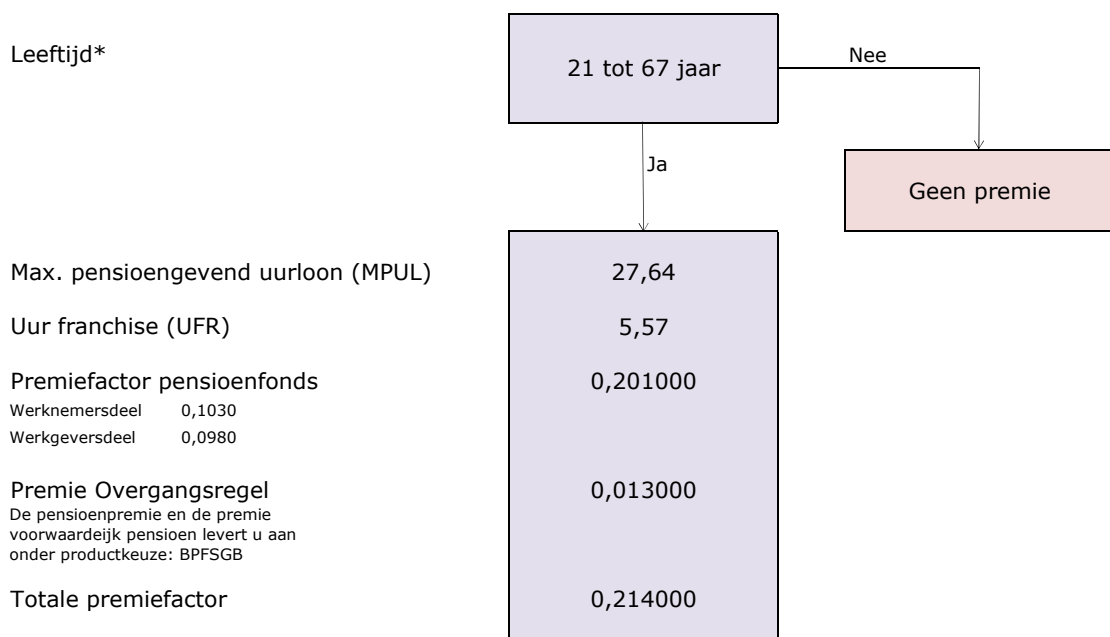 Leeftijd*
21 tot 67 jaar
Nee
Ja
Geen premie
Max. pensioengevend uurloon (MPUL) 27,64
Uur franchise (UFR) 5,57
Premiefactor pensioenfonds 0,201000
Werknemersdeel 0,1030
Werkgeversdeel 0,0980
Premie Overgangsregel 0,013000
De pensioenpremie en de premie
voorwaardeijk pensioen levert u aan
onder productkeuze: BPFSGB
Totale premiefactor 0,214000